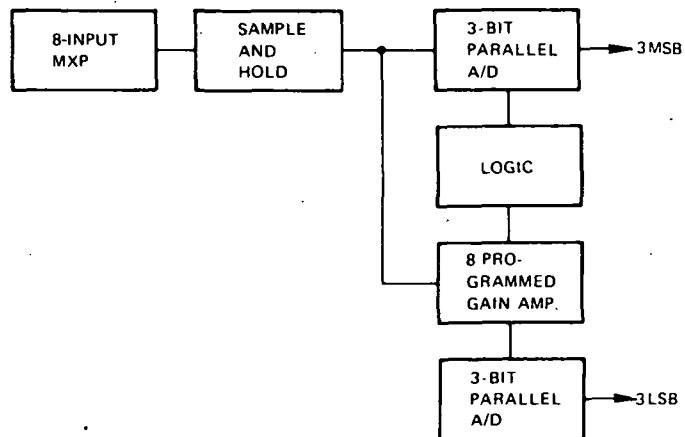 8-INPUT
MXP
SAMPLE
AND
HOLD
3-BIT
PARALLEL
A/D
3MSB
LOGIC
8 PRO-
GRAMMED
GAIN AMP.
3-BIT
PARALLEL
A/D
3LSB